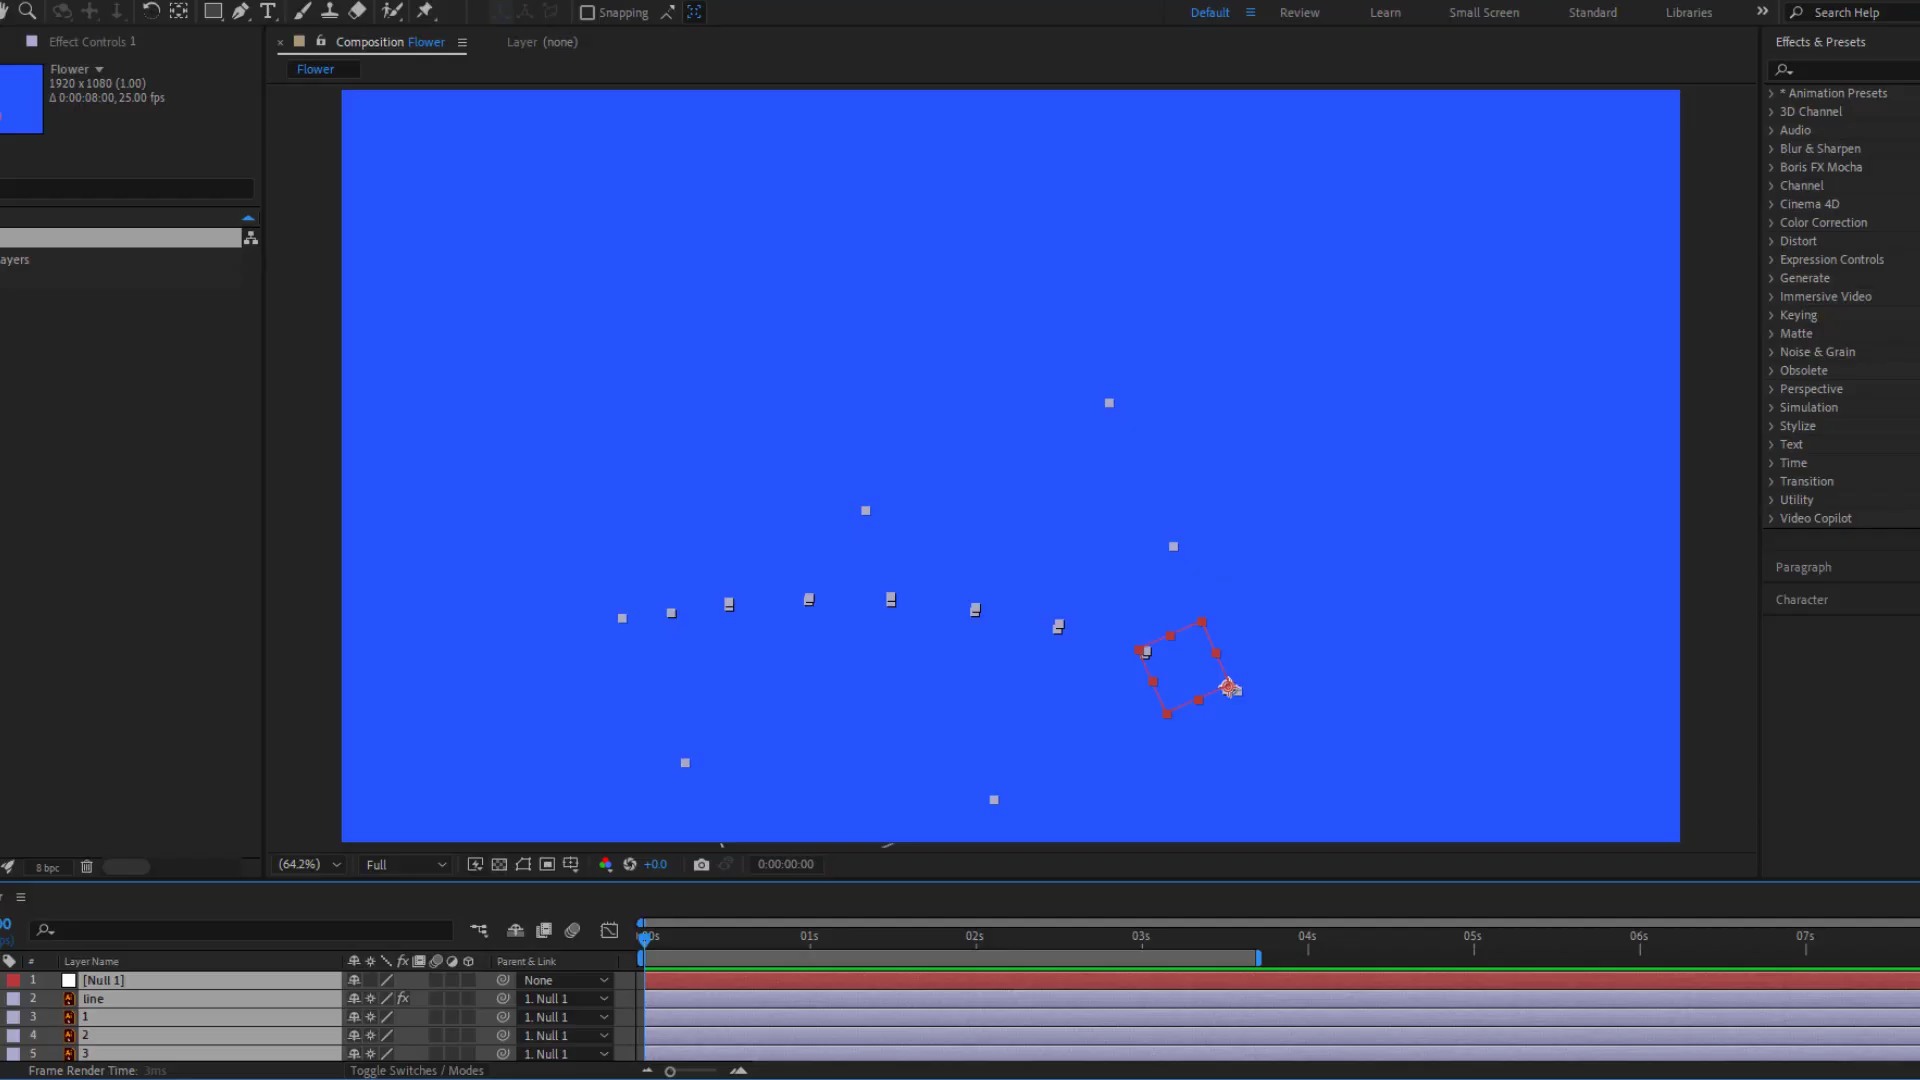 Snapping
Default
Review
Learn
Small Screen
Standard
Libraries
Search Help
Effect Controls 1
Composition Flower
Layer (none)
Effects & Presets
Flower
1920 x 1080 (1.00)
Δ 0:00:08:00, 25.00 fps
Flower
* Animation Presets
3D Channel
Audio
Blur & Sharpen
Boris FX Mocha
Channel
Cinema 4D
Color Correction
Distort
Expression Controls
Generate
Immersive Video
Keying
Matte
Noise & Grain
Obsolete
Perspective
Simulation
Stylize
Text
Time
Transition
Utility
Video Copilot
Paragraph
Character
ayers
8 bpc
(64.2%)
Full
+0.0
0:00:00:00
00
ps)
01s
02s
03s
04s
05s
06s
07s
# Layer Name
Parent & Link
1 [Null 1] None
2 line 1. Null 1
3 1 1. Null 1
4 2 1. Null 1
5 3 1. Null 1
Frame Render Time: 3ms
Toggle Switches / Modes